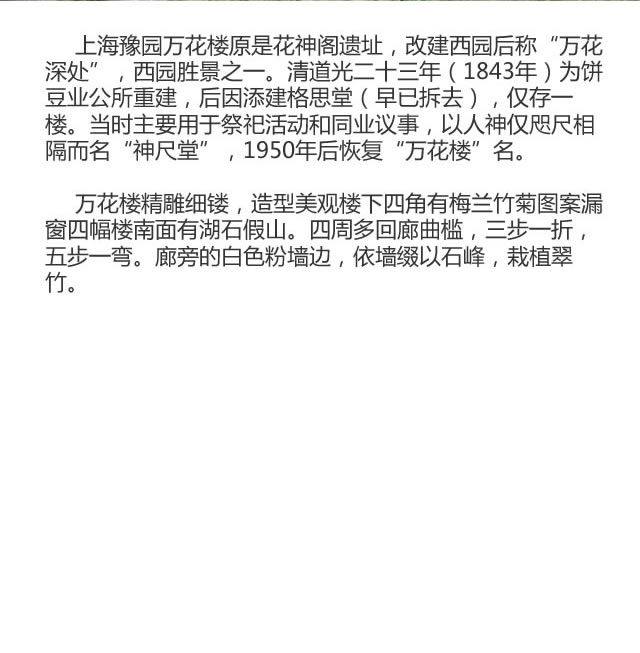 上海豫园万花楼原是花神阁遗址，改建西园后称“万花
深处”，西园胜景之一。清道光二十三年（1843年）为饼
豆业公所重建，后因添建格思堂（早已拆去），仅存一
楼。当时主要用于祭祀活动和同业议事，以人神仅咫尺相
隔而名“神尺堂”，1950年后恢复“万花楼”名。
万花楼精雕细镂，造型美观楼下四角有梅兰竹菊图案漏
窗四幅楼南面有湖石假山。四周多回廊曲槛，三步一折，
五步一弯。廊旁的白色粉墙边，依墙缀以石峰，栽植翠
竹。